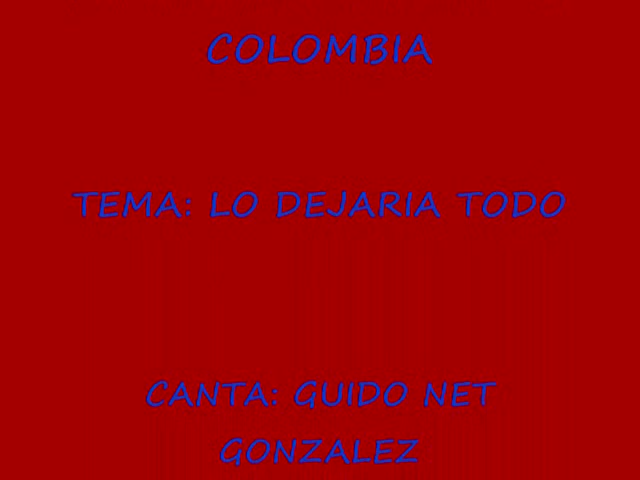 COLOMBIA
TEMA: LO DEJARIA TODO
CANTA: GUIDO NET
GONZALEZ